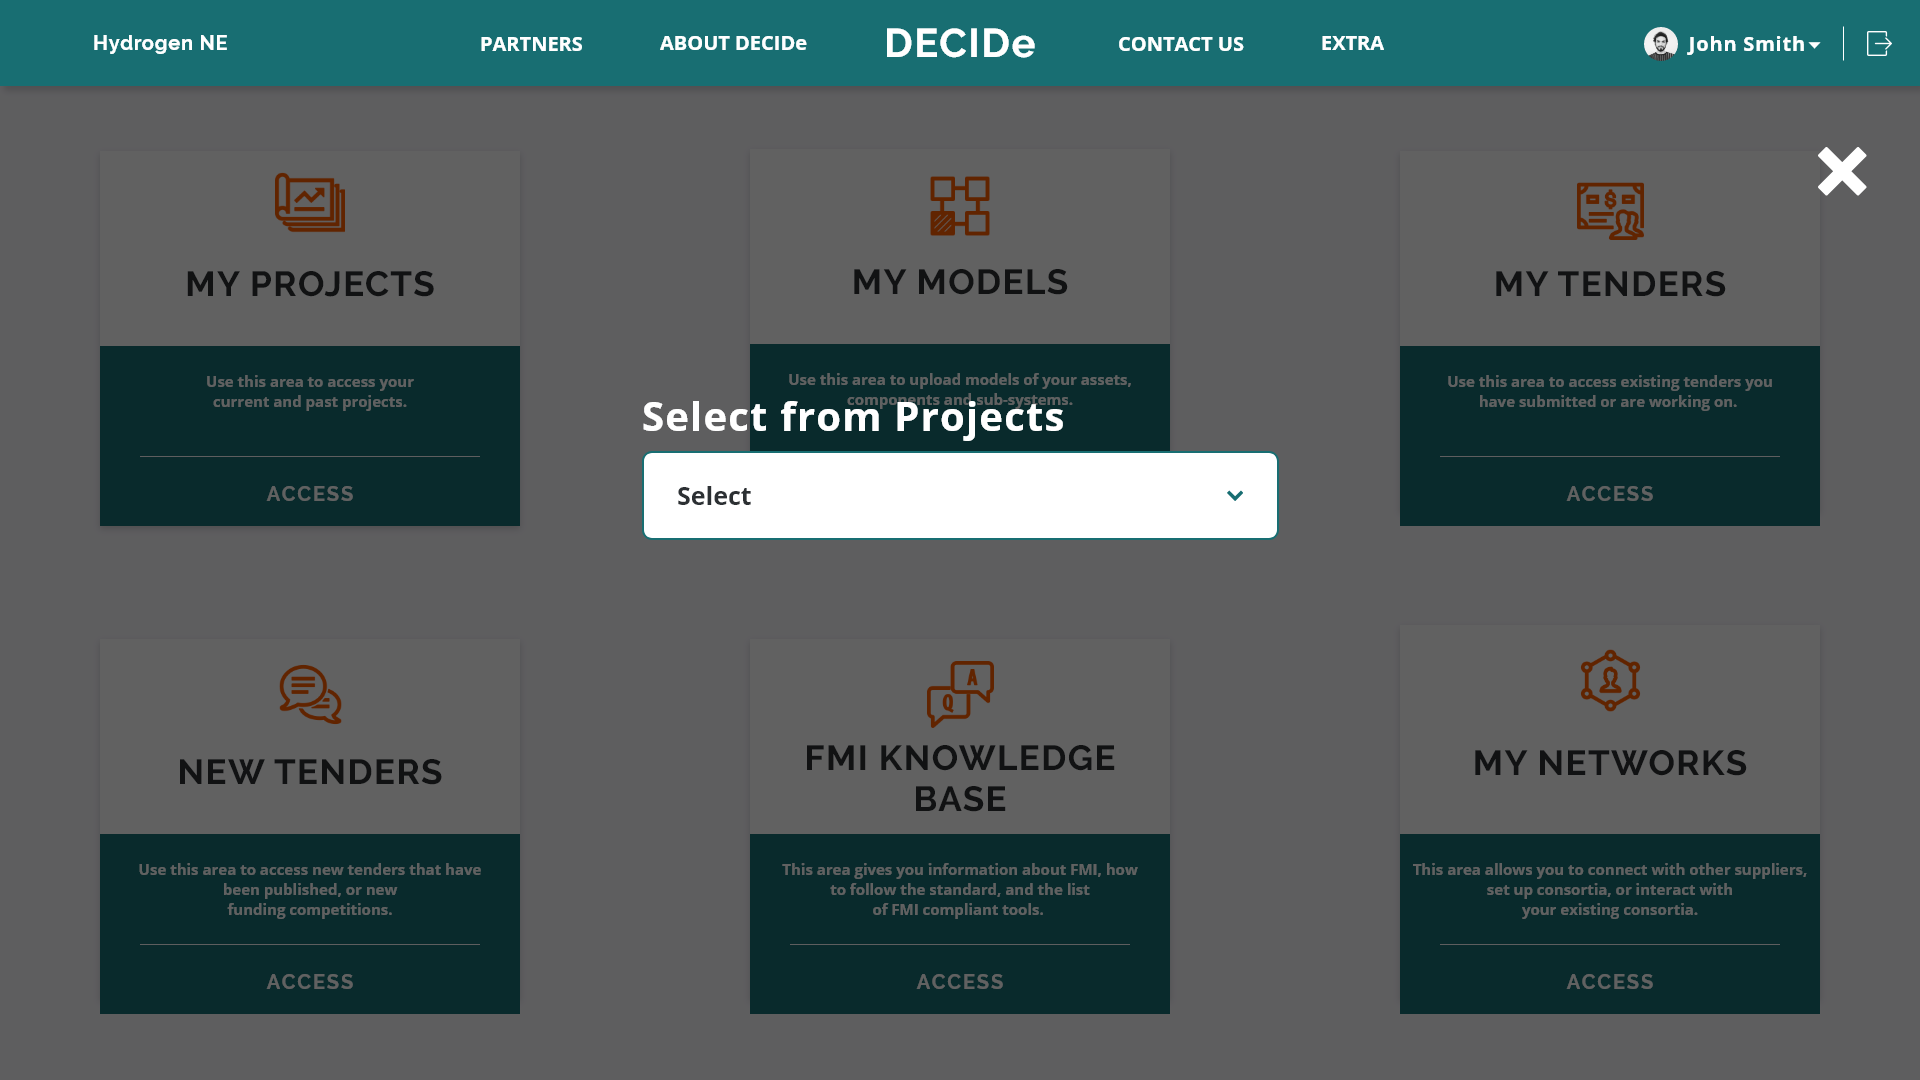 Hydrogen NE
PARTNERS
ABOUT DECIDe
DECIDe
CONTACT US
EXTRA
John Smith
MY PROJECTS
Use this area to access your
current and past projects.
ACCESS
MY MODELS
Use this area to upload models of your assets,
components and sub-systems.
MY TENDERS
Use this area to access existing tenders you
have submitted or are working on.
ACCESS
Select from Projects
Select
NEW TENDERS
Use this area to access new tenders that have
been published, or new
funding competitions.
ACCESS
A
Q
FMI KNOWLEDGE
BASE
This area gives you information about FMI, how
to follow the standard, and the list
of FMI compliant tools.
ACCESS
MY NETWORKS
This area allows you to connect with other suppliers,
set up consortia, or interact with
your existing consortia.
ACCESS